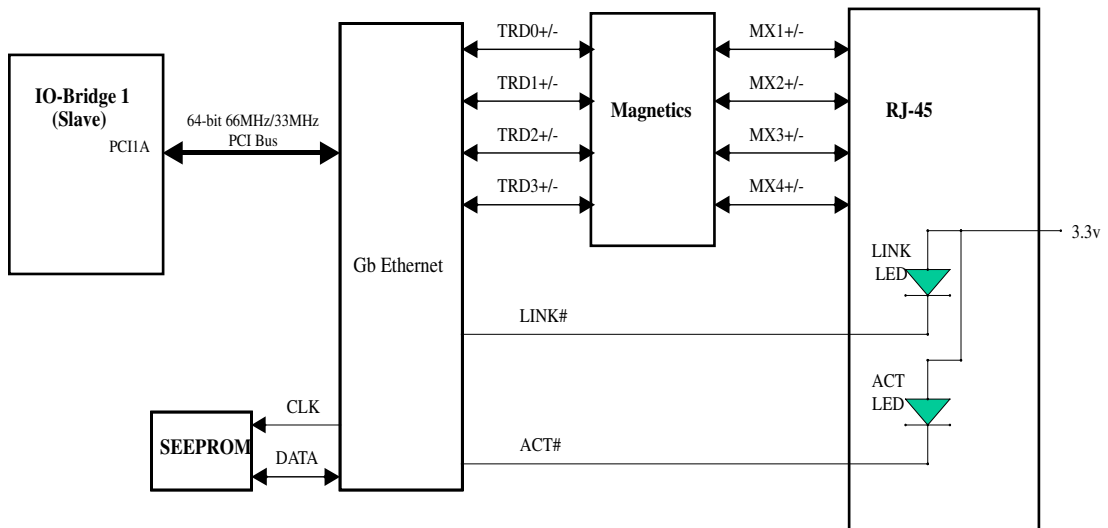 IO-Bridge 1
(Slave)
PCI1A
64-bit 66MHz/33MHz
PCI Bus
Gb Ethernet
TRD0+/-
TRD1+/-
TRD2+/-
TRD3+/-
Magnetics
MX1+/-
MX2+/-
MX3+/-
MX4+/-
RJ-45
3.3v
LINK
LED
LINK#
ACT
LED
ACT#
CLK
SEEPROM
DATA